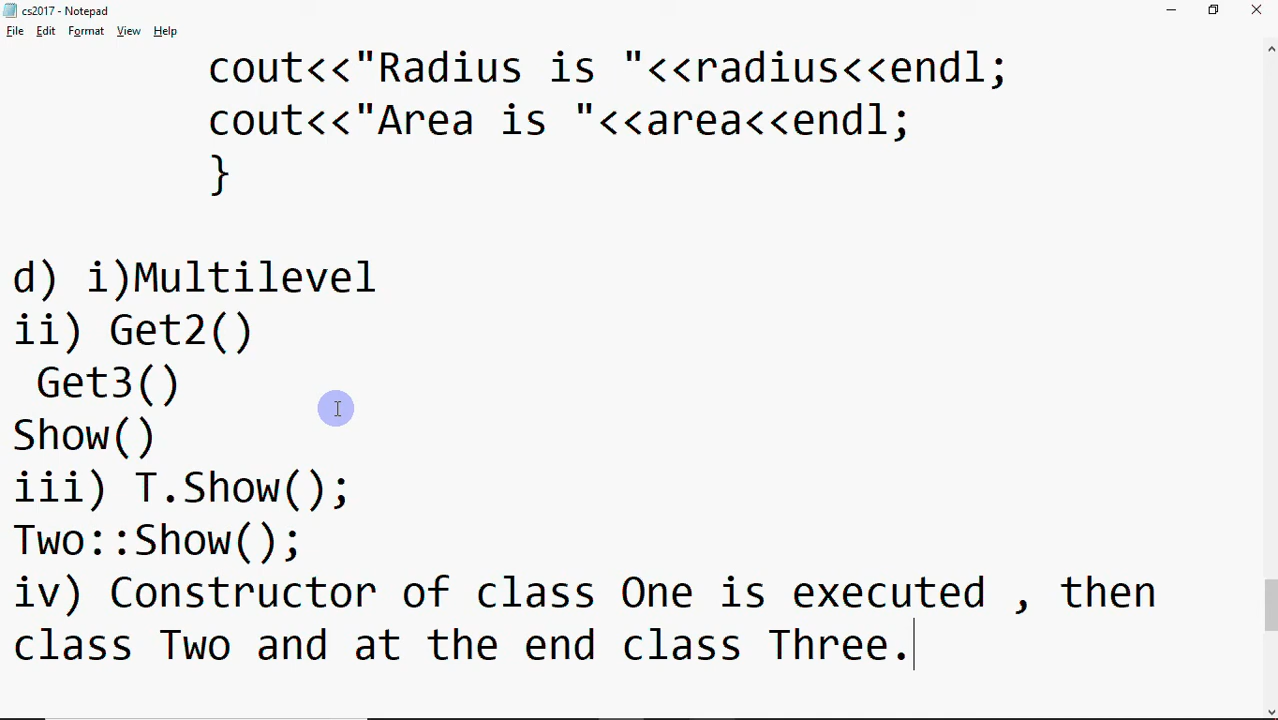 cs2017 - Notepad
File Edit Format View Help
cout<<"Radius is "<<radius<<endl;
cout<<"Area is "<<area<<endl;
}
d) i)Multilevel
ii) Get2()
Get3()
Show()
iii) T.Show();
Two::Show();
iv) Constructor of class One is executed , then
class Two and at the end class Three.